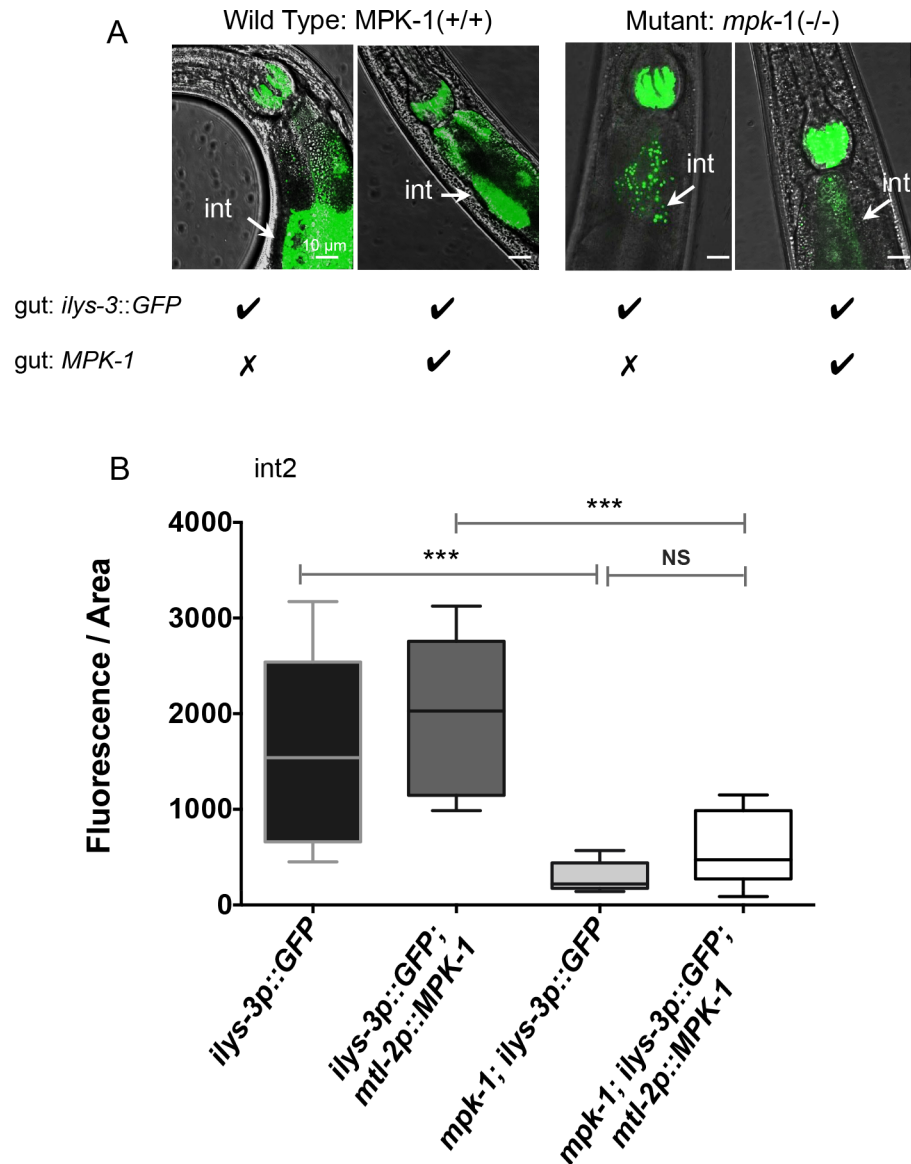 A
Wild Type: MPK-1(+/+)
Mutant: mpk-1(-/-)
int
10 µm
int
int
int
gut: ilys-3::GFP ✔ ✔ ✔ ✔
gut: MPK-1 ✗ ✔ ✗ ✔
B
int2
Fluorescence / Area
4000
3000
2000
1000
0
***
***
NS
ilys-3p::GFP
ilys-3p::GFP;
mtl-2p::MPK-1
mpk-1; ilys-3p::GFP
mpk-1; ilys-3p::GFP;
mtl-2p::MPK-1